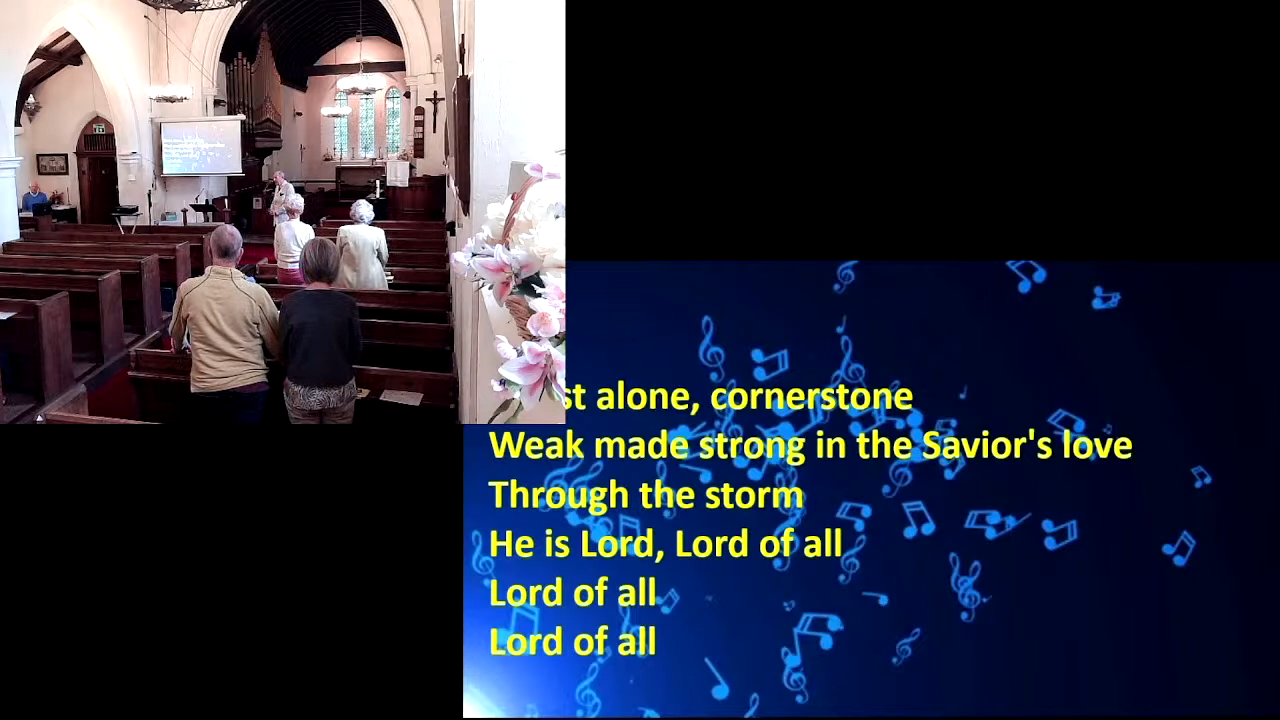 st alone, cornerstone
Weak made strong in the Savior's love
Through the storm
He is Lord, Lord of all
Lord of all
Lord of all